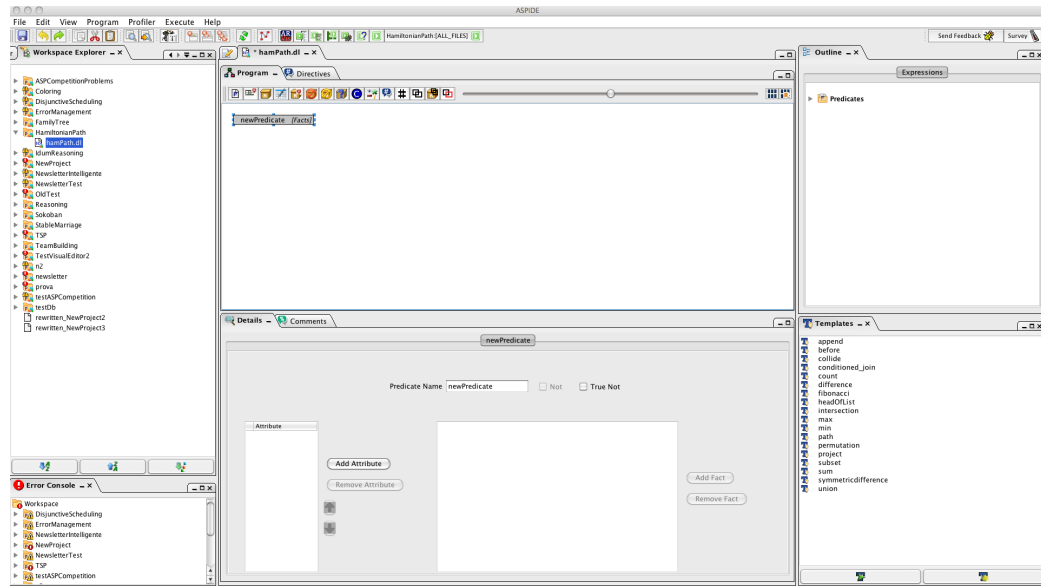 ASPIDE
File Edit View Program Profiler Execute Help
HamiltonianPath:[ALL_FILES]
Send Feedback
Survey
Workspace Explorer
ASPCompetitionProblems
Coloring
DisjunctiveScheduling
ErrorManagement
FamilyTree
HamiltonianPath
hamPath.dl
IdumReasoning
NewProject
NewsletterIntelligente
NewsletterTest
OldTest
Reasoning
Sokoban
StableMarriage
TSP
TeamBuilding
TestVisualEditor2
n2
newsletter
prova
testASPCompetition
testDb
rewritten_NewProject2
rewritten_NewProject3
Error Console
Workspace
DisjunctiveScheduling
ErrorManagement
NewsletterIntelligente
NewProject
NewsletterTest
TSP
testASPCompetition
* hamPath.dl
Program
Directives
newPredicate [Facts]
Details
Comments
newPredicate
Predicate Name newPredicate Not True Not
Attribute
Add Attribute
Remove Attribute
Add Fact
Remove Fact
Outline
Expressions
Predicates
Templates
append
before
collide
conditioned_join
count
difference
fibonacci
headOfList
intersection
max
min
path
permutation
project
subset
sum
symmetricdifference
union